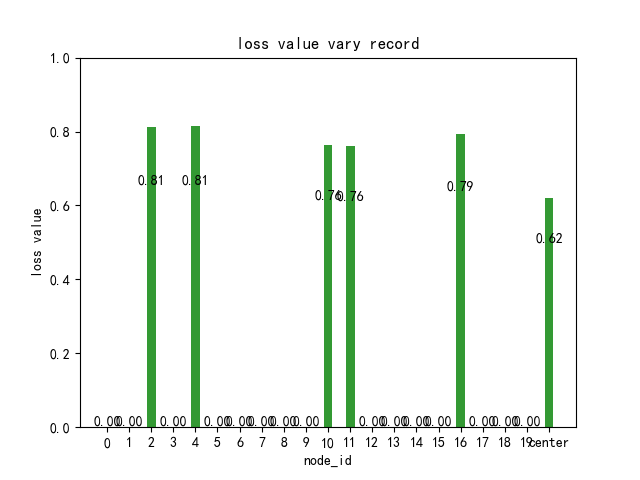 loss value vary record
1.0
0.8
0.6
0.4
0.2
0.0
loss value
0.81 0.81 0.76 0.76 0.79 0.62
0.00 0.00 0.00 0.00 0.00 0.00 0.00 0.00 0.00 0.00 0.00 0.00 0.00 0.00 0.00
0 1 2 3 4 5 6 7 8 9 10 11 12 13 14 15 16 17 18 19 center
node_id